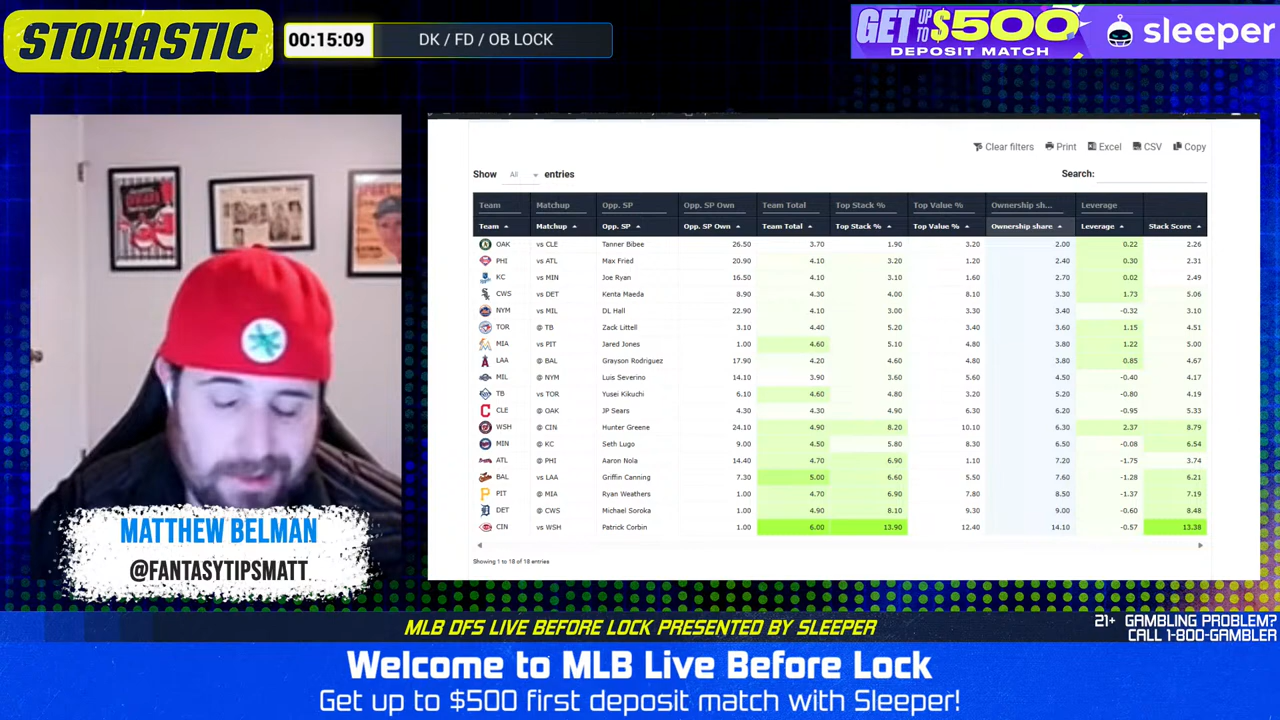 STOKASTIC
00:15:09
DK / FD / OB LOCK
GET UP TO $500
DEPOSIT MATCH
sleeper
Clear filters Print Excel CSV Copy
Show All entries
Search:
Team Matchup Opp. SP Opp. SP Own Team Total Top Stack % Top Value % Ownership sh... Leverage
Team Matchup Opp. SP Opp. SP Own Team Total Top Stack % Top Value % Ownership share Leverage Stack Score
OAK vs CLE Tanner Bibee 26.50 3.70 1.90 3.20 2.00 0.22 2.26
PHI vs ATL Max Fried 20.90 4.10 3.20 1.20 2.40 0.30 2.31
KC vs MIN Joe Ryan 16.50 4.10 3.10 1.60 2.70 0.02 2.49
CWS vs DET Kenta Maeda 8.90 4.30 4.00 8.10 3.30 1.73 5.06
NYM vs MIL DL Hall 22.90 4.10 3.00 3.30 3.40 -0.32 3.10
TOR @ TB Zack Littell 3.10 4.40 5.20 3.40 3.60 1.15 4.51
MIA vs PIT Jared Jones 1.00 4.60 5.10 4.80 3.80 1.22 5.00
LAA @ BAL Grayson Rodriguez 17.90 4.20 4.60 4.80 3.80 0.85 4.67
MIL @ NYM Luis Severino 14.10 3.90 3.60 5.60 4.50 -0.40 4.17
TB vs TOR Yusei Kikuchi 6.10 4.60 4.80 3.20 5.20 -0.80 4.19
CLE @ OAK JP Sears 4.30 4.30 4.90 6.30 6.20 -0.95 5.33
WSH @ CIN Hunter Greene 24.10 4.90 8.20 10.10 6.30 2.37 8.79
MIN @ KC Seth Lugo 9.00 4.50 5.80 8.30 6.50 -0.08 6.54
ATL @ PHI Aaron Nola 14.40 4.70 6.90 1.10 7.20 -1.75 3.74
BAL vs LAA Griffin Canning 7.30 5.00 6.60 5.50 7.60 -1.28 6.21
PIT @ MIA Ryan Weathers 1.00 4.70 6.90 7.80 8.50 -1.37 7.19
DET @ CWS Michael Soroka 1.00 4.90 8.10 9.30 9.00 -0.60 8.48
CIN vs WSH Patrick Corbin 1.00 6.00 13.90 12.40 14.10 -0.57 13.38
Showing 1 to 18 of 18 entries
MATTHEW BELMAN
@FANTASYTIPSMATT
MLB DFS LIVE BEFORE LOCK PRESENTED BY SLEEPER
21+ GAMBLING PROBLEM?
CALL 1-800-GAMBLER
Welcome to MLB Live Before Lock
Get up to $500 first deposit match with Sleeper!